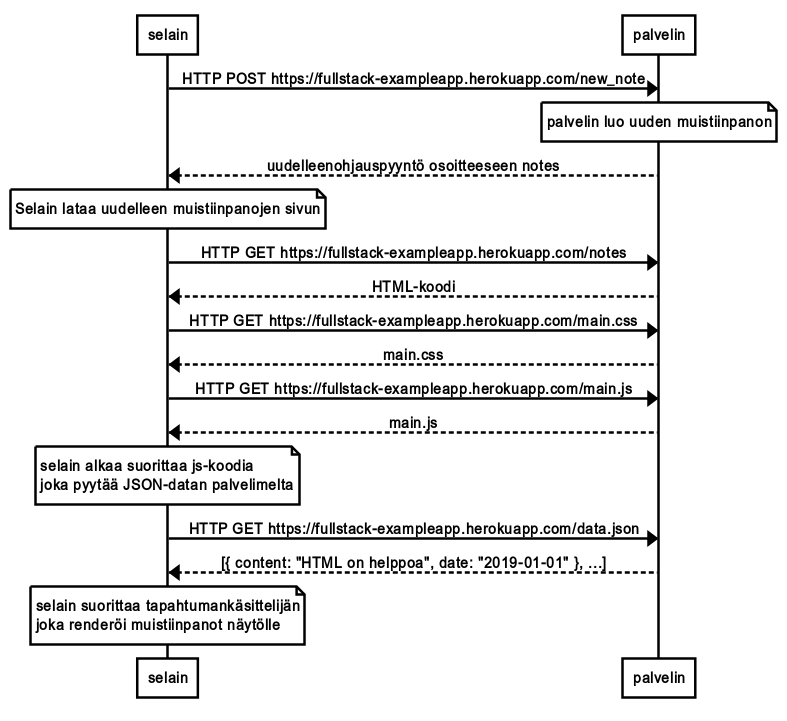 selain
palvelin
HTTP POST https://fullstack-exampleapp.herokuapp.com/new_note
palvelin luo uuden muistiinpanon
uudelleenohjauspyyntö osoitteeseen notes
Selain lataa uudelleen muistiinpanojen sivun
HTTP GET https://fullstack-exampleapp.herokuapp.com/notes
HTML-koodi
HTTP GET https://fullstack-exampleapp.herokuapp.com/main.css
main.css
HTTP GET https://fullstack-exampleapp.herokuapp.com/main.js
main.js
selain alkaa suorittaa js-koodia
joka pyytää JSON-datan palvelimelta
HTTP GET https://fullstack-exampleapp.herokuapp.com/data.json
[{ content: "HTML on helppoa", date: "2019-01-01" }, ...]
selain suorittaa tapahtumankäsittelijän
joka renderöi muistiinpanot näytölle
selain
palvelin